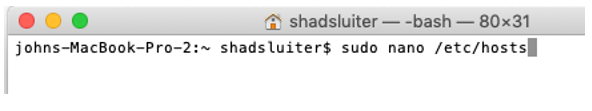 shadsluiter — -bash — 80×31
johns-MacBook-Pro-2:~ shadsluiter$ sudo nano /etc/hosts